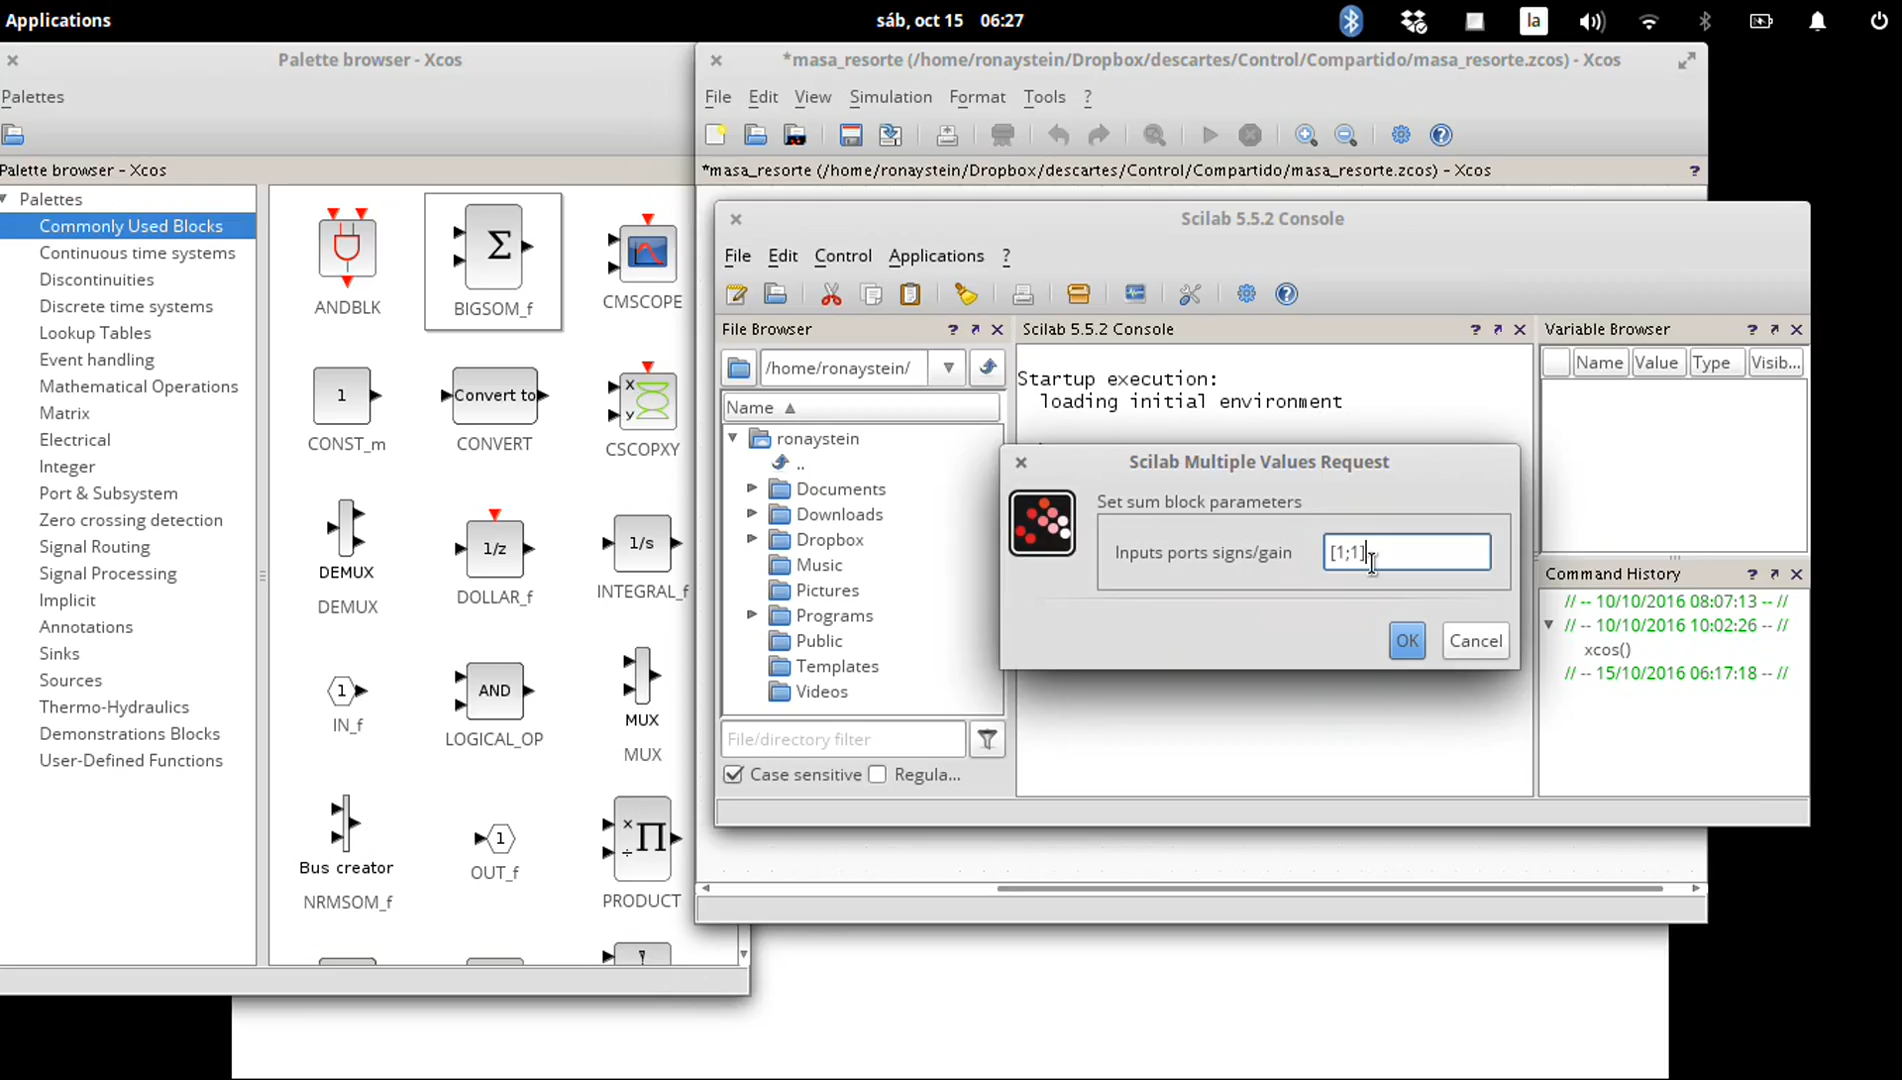 Applications
sáb, oct 15 06:27
la
Palette browser - Xcos
Palettes
Palette browser - Xcos
Palettes
Commonly Used Blocks
Continuous time systems
Discontinuities
Discrete time systems
Lookup Tables
Event handling
Mathematical Operations
Matrix
Electrical
Integer
Port & Subsystem
Zero crossing detection
Signal Routing
Signal Processing
Implicit
Annotations
Sinks
Sources
Thermo-Hydraulics
Demonstrations Blocks
User-Defined Functions
ANDBLK
Σ
BIGSOM_f
CMSCOPE
1
CONST_m
Convert to
CONVERT
x
y
CSCOPXY
DEMUX
DEMUX
1/z
DOLLAR_f
1/s
INTEGRAL_f
1
IN_f
AND
LOGICAL_OP
MUX
MUX
Bus creator
NRMSOM_f
1
OUT_f
×
÷
Π
PRODUCT
*masa_resorte (/home/ronaystein/Dropbox/descartes/Control/Compartido/masa_resorte.zcos) - Xcos
File Edit View Simulation Format Tools ?
*masa_resorte (/home/ronaystein/Dropbox/descartes/Control/Compartido/masa_resorte.zcos) - Xcos ?
Scilab 5.5.2 Console
File Edit Control Applications ?
File Browser ?
/home/ronaystein/
Name
ronaystein
..
Documents
Downloads
Dropbox
Music
Pictures
Programs
Public
Templates
Videos
File/directory filter
Case sensitive Regula...
Scilab 5.5.2 Console ?
Startup execution:
loading initial environment
Variable Browser ?
Name Value Type Visib...
Command History ?
// -- 10/10/2016 08:07:13 -- //
// -- 10/10/2016 10:02:26 -- //
xcos()
// -- 15/10/2016 06:17:18 -- //
Scilab Multiple Values Request
Set sum block parameters
Inputs ports signs/gain [1;1]
OK Cancel